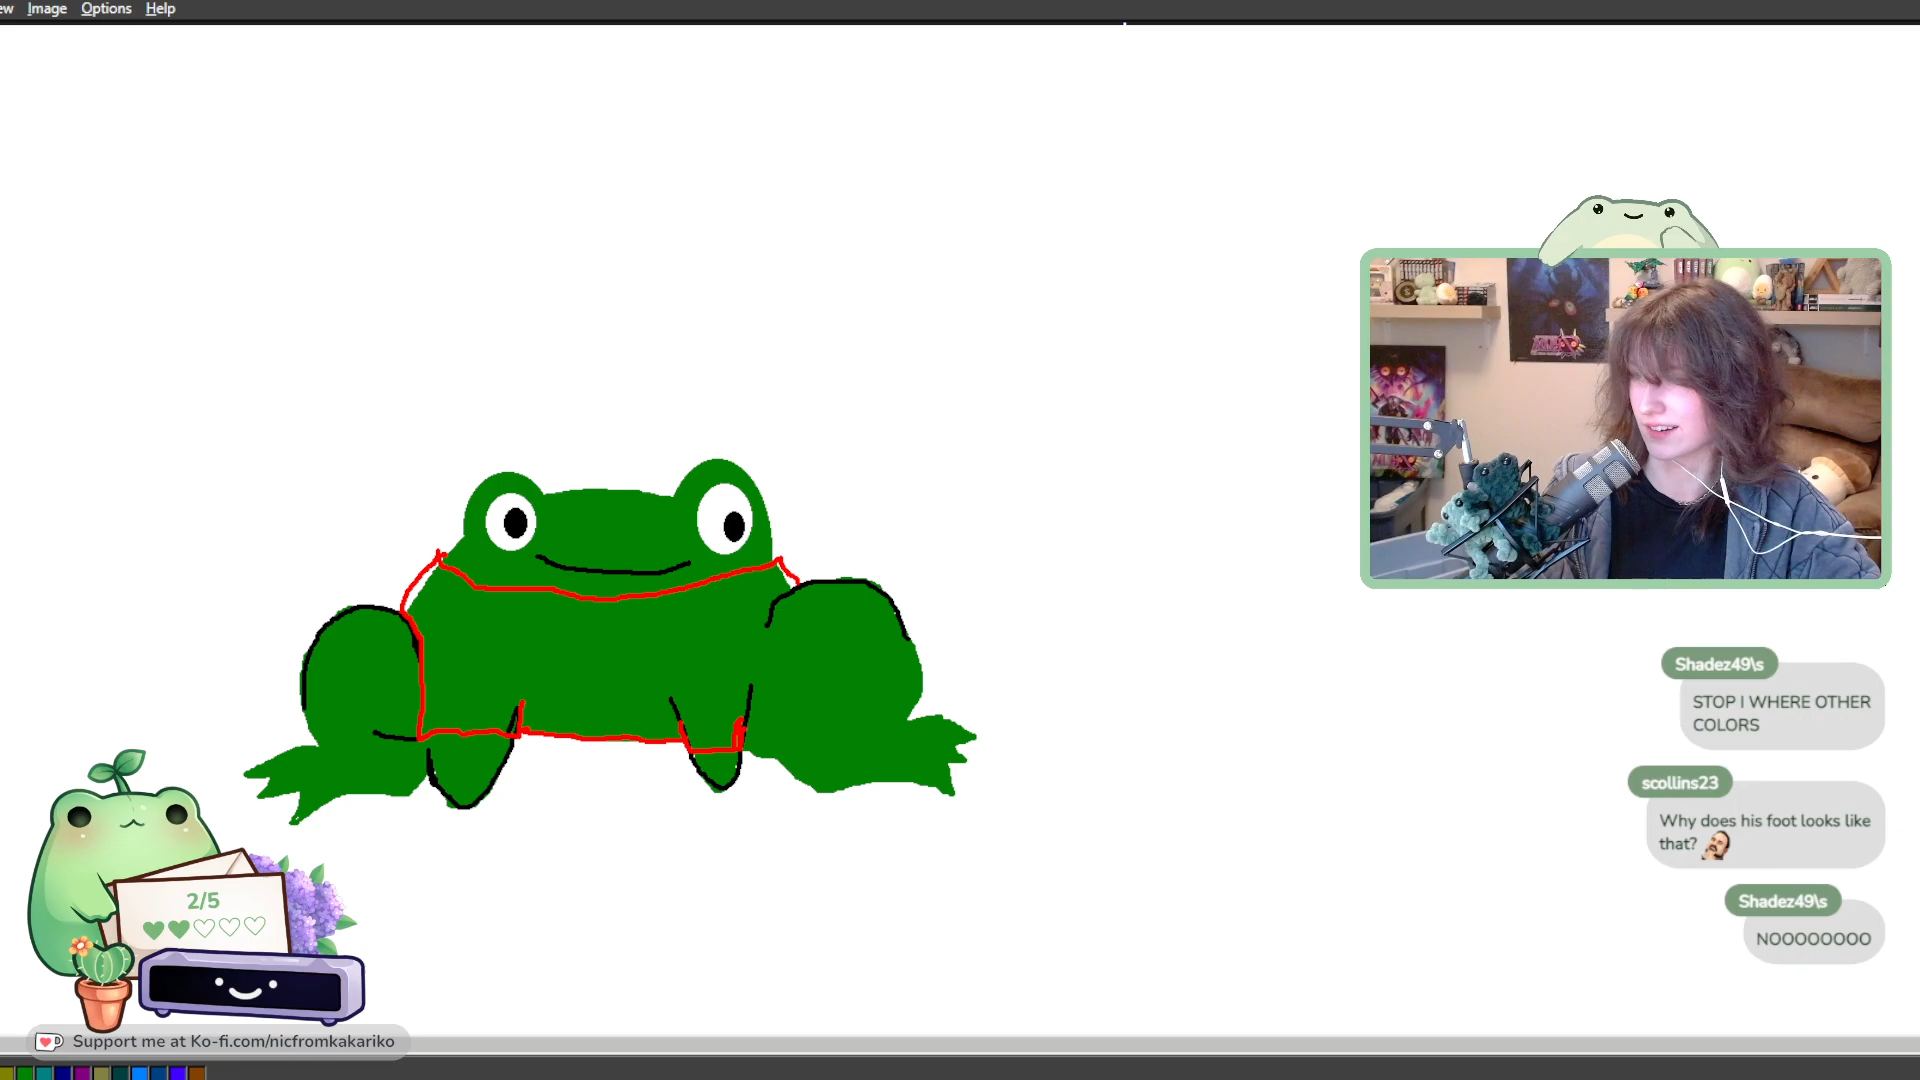 ew Image Options Help
Shadez49\s
STOP I WHERE OTHER
COLORS
scollins23
Why does his foot looks like
that?
Shadez49\s
NOOOOOOOO
2/5
Support me at Ko-fi.com/nicfromkakariko